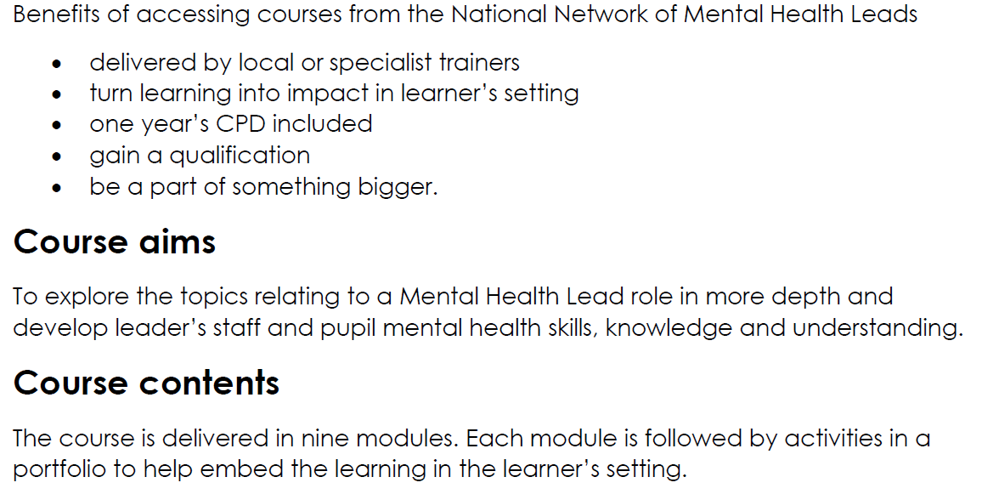 Benefits of accessing courses from the National Network of Mental Health Leads
• delivered by local or specialist trainers
• turn learning into impact in learner’s setting
• one year’s CPD included
• gain a qualification
• be a part of something bigger.
Course aims
To explore the topics relating to a Mental Health Lead role in more depth and
develop leader’s staff and pupil mental health skills, knowledge and understanding.
Course contents
The course is delivered in nine modules. Each module is followed by activities in a
portfolio to help embed the learning in the learner’s setting.